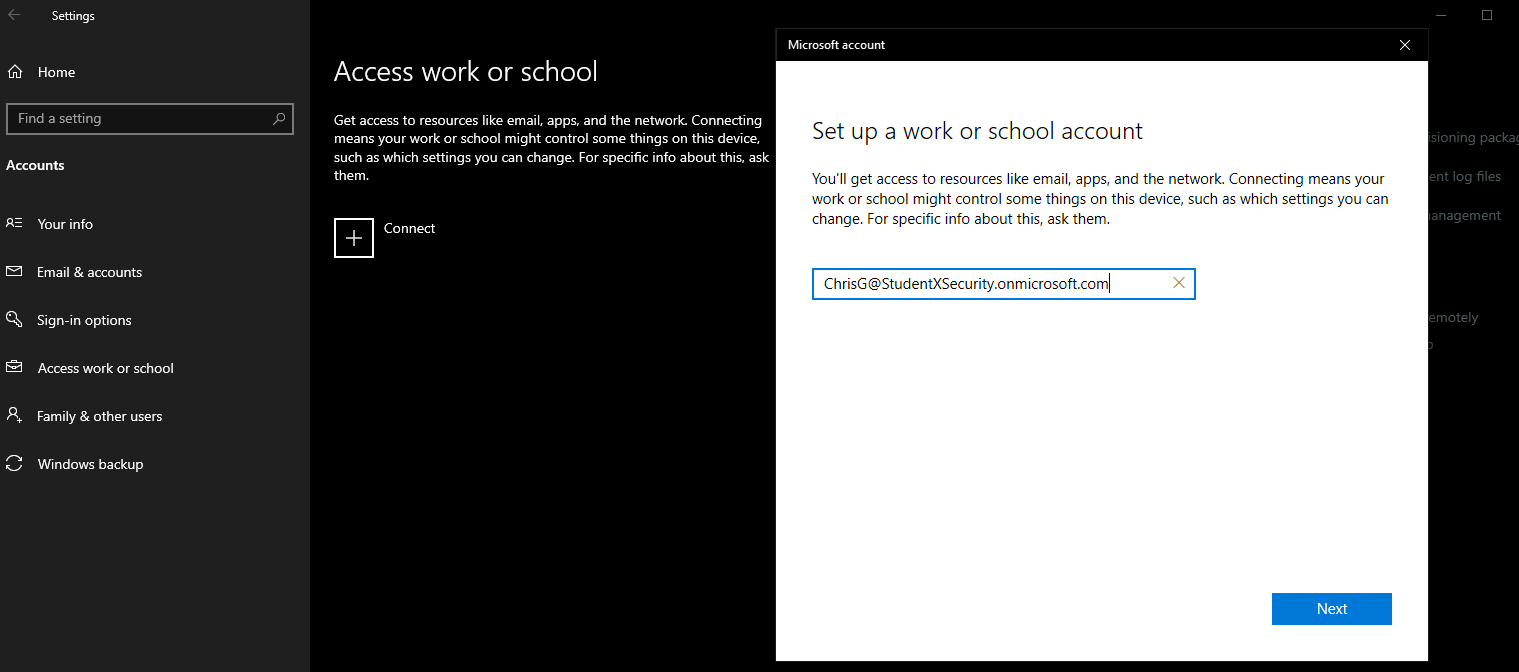 Settings
Home
Find a setting
Accounts
Your info
Email & accounts
Sign-in options
Access work or school
Family & other users
Windows backup
Access work or school
Get access to resources like email, apps, and the network. Connecting
means your work or school might control some things on this device,
such as which settings you can change. For specific info about this, ask
them.
Connect
Microsoft account
Set up a work or school account
You'll get access to resources like email, apps, and the network. Connecting means your
work or school might control some things on this device, such as which settings you can
change. For specific info about this, ask them.
ChrisG@StudentXSecurity.onmicrosoft.com
Next
log files